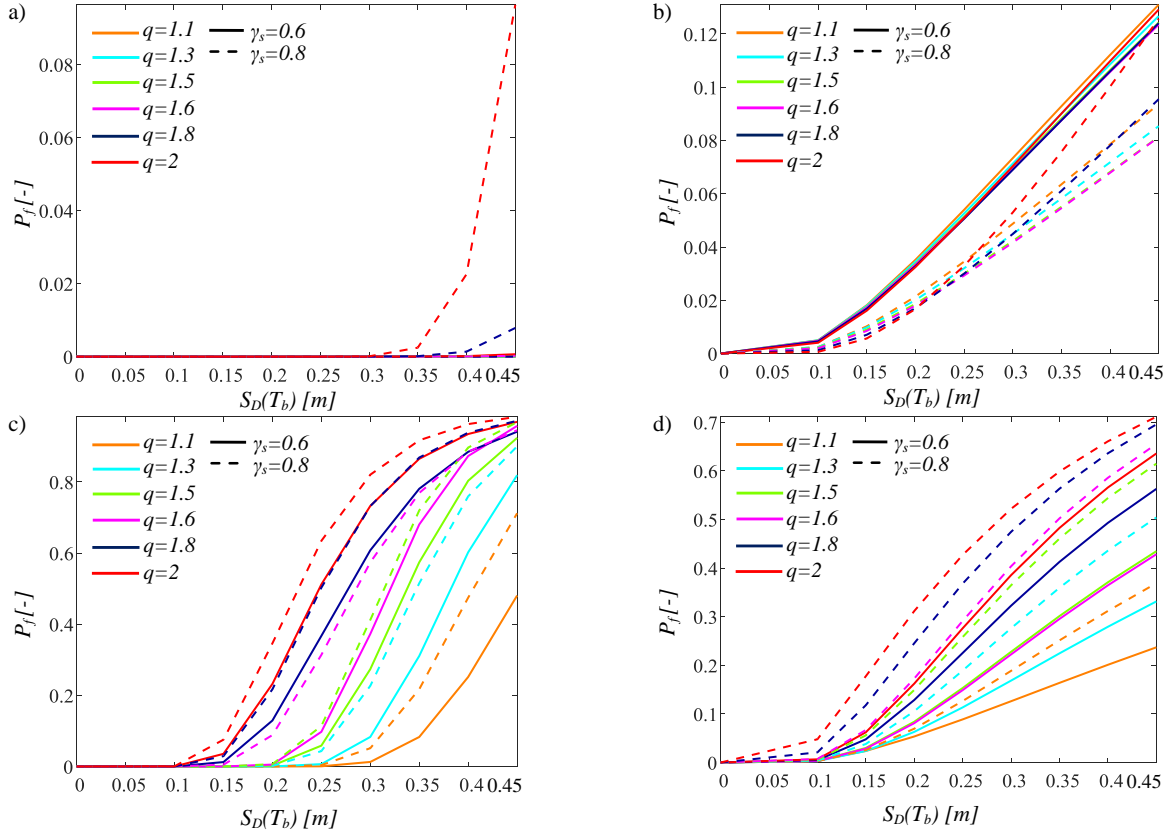 a)
q=1.1 γs=0.6
q=1.3 γs=0.8
q=1.5
q=1.6
q=1.8
q=2
0.08
0.06
0.04
0.02
0
Pf [-]
0 0.05 0.1 0.15 0.2 0.25 0.3 0.35 0.4 0.45
SD(Tb) [m]
b)
q=1.1 γs=0.6
q=1.3 γs=0.8
q=1.5
q=1.6
q=1.8
q=2
0.12
0.1
0.08
0.06
0.04
0.02
0
Pf [-]
0 0.05 0.1 0.15 0.2 0.25 0.3 0.35 0.4 0.45
SD(Tb) [m]
c)
q=1.1 γs=0.6
q=1.3 γs=0.8
q=1.5
q=1.6
q=1.8
q=2
0.8
0.6
0.4
0.2
0
Pf [-]
0 0.05 0.1 0.15 0.2 0.25 0.3 0.35 0.4 0.45
SD(Tb) [m]
d)
q=1.1 γs=0.6
q=1.3 γs=0.8
q=1.5
q=1.6
q=1.8
q=2
0.7
0.6
0.5
0.4
0.3
0.2
0.1
0
Pf [-]
0 0.05 0.1 0.15 0.2 0.25 0.3 0.35 0.4 0.45
SD(Tb) [m]